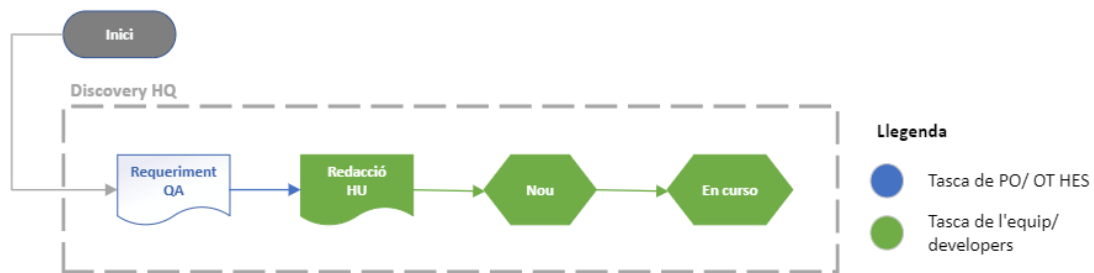 Inici
Discovery HQ
Requeriment
QA
Redacció
HU
Nou
En curso
Llegenda
Tasca de PO/ OT HES
Tasca de l'equip/
developers